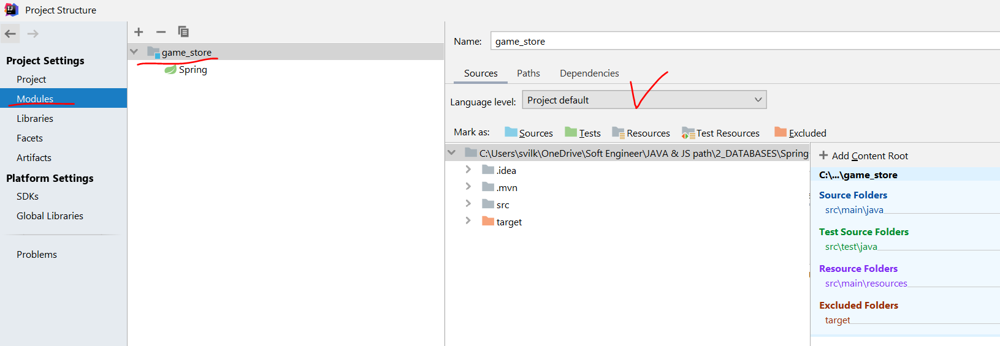 Project Structure
Project Settings
Project
Modules
Libraries
Facets
Artifacts
Platform Settings
SDKs
Global Libraries
Problems
game_store
Spring
Name: game_store
Sources Paths Dependencies
Language level: Project default
Mark as: Sources Tests Resources Test Resources Excluded
C:\Users\svilk\OneDrive\Soft Engineer\JAVA & JS path\2_DATABASES\Spring
.idea
.mvn
src
target
Add Content Root
C:\...\game_store
Source Folders
src\main\java
Test Source Folders
src\test\java
Resource Folders
src\main\resources
Excluded Folders
target